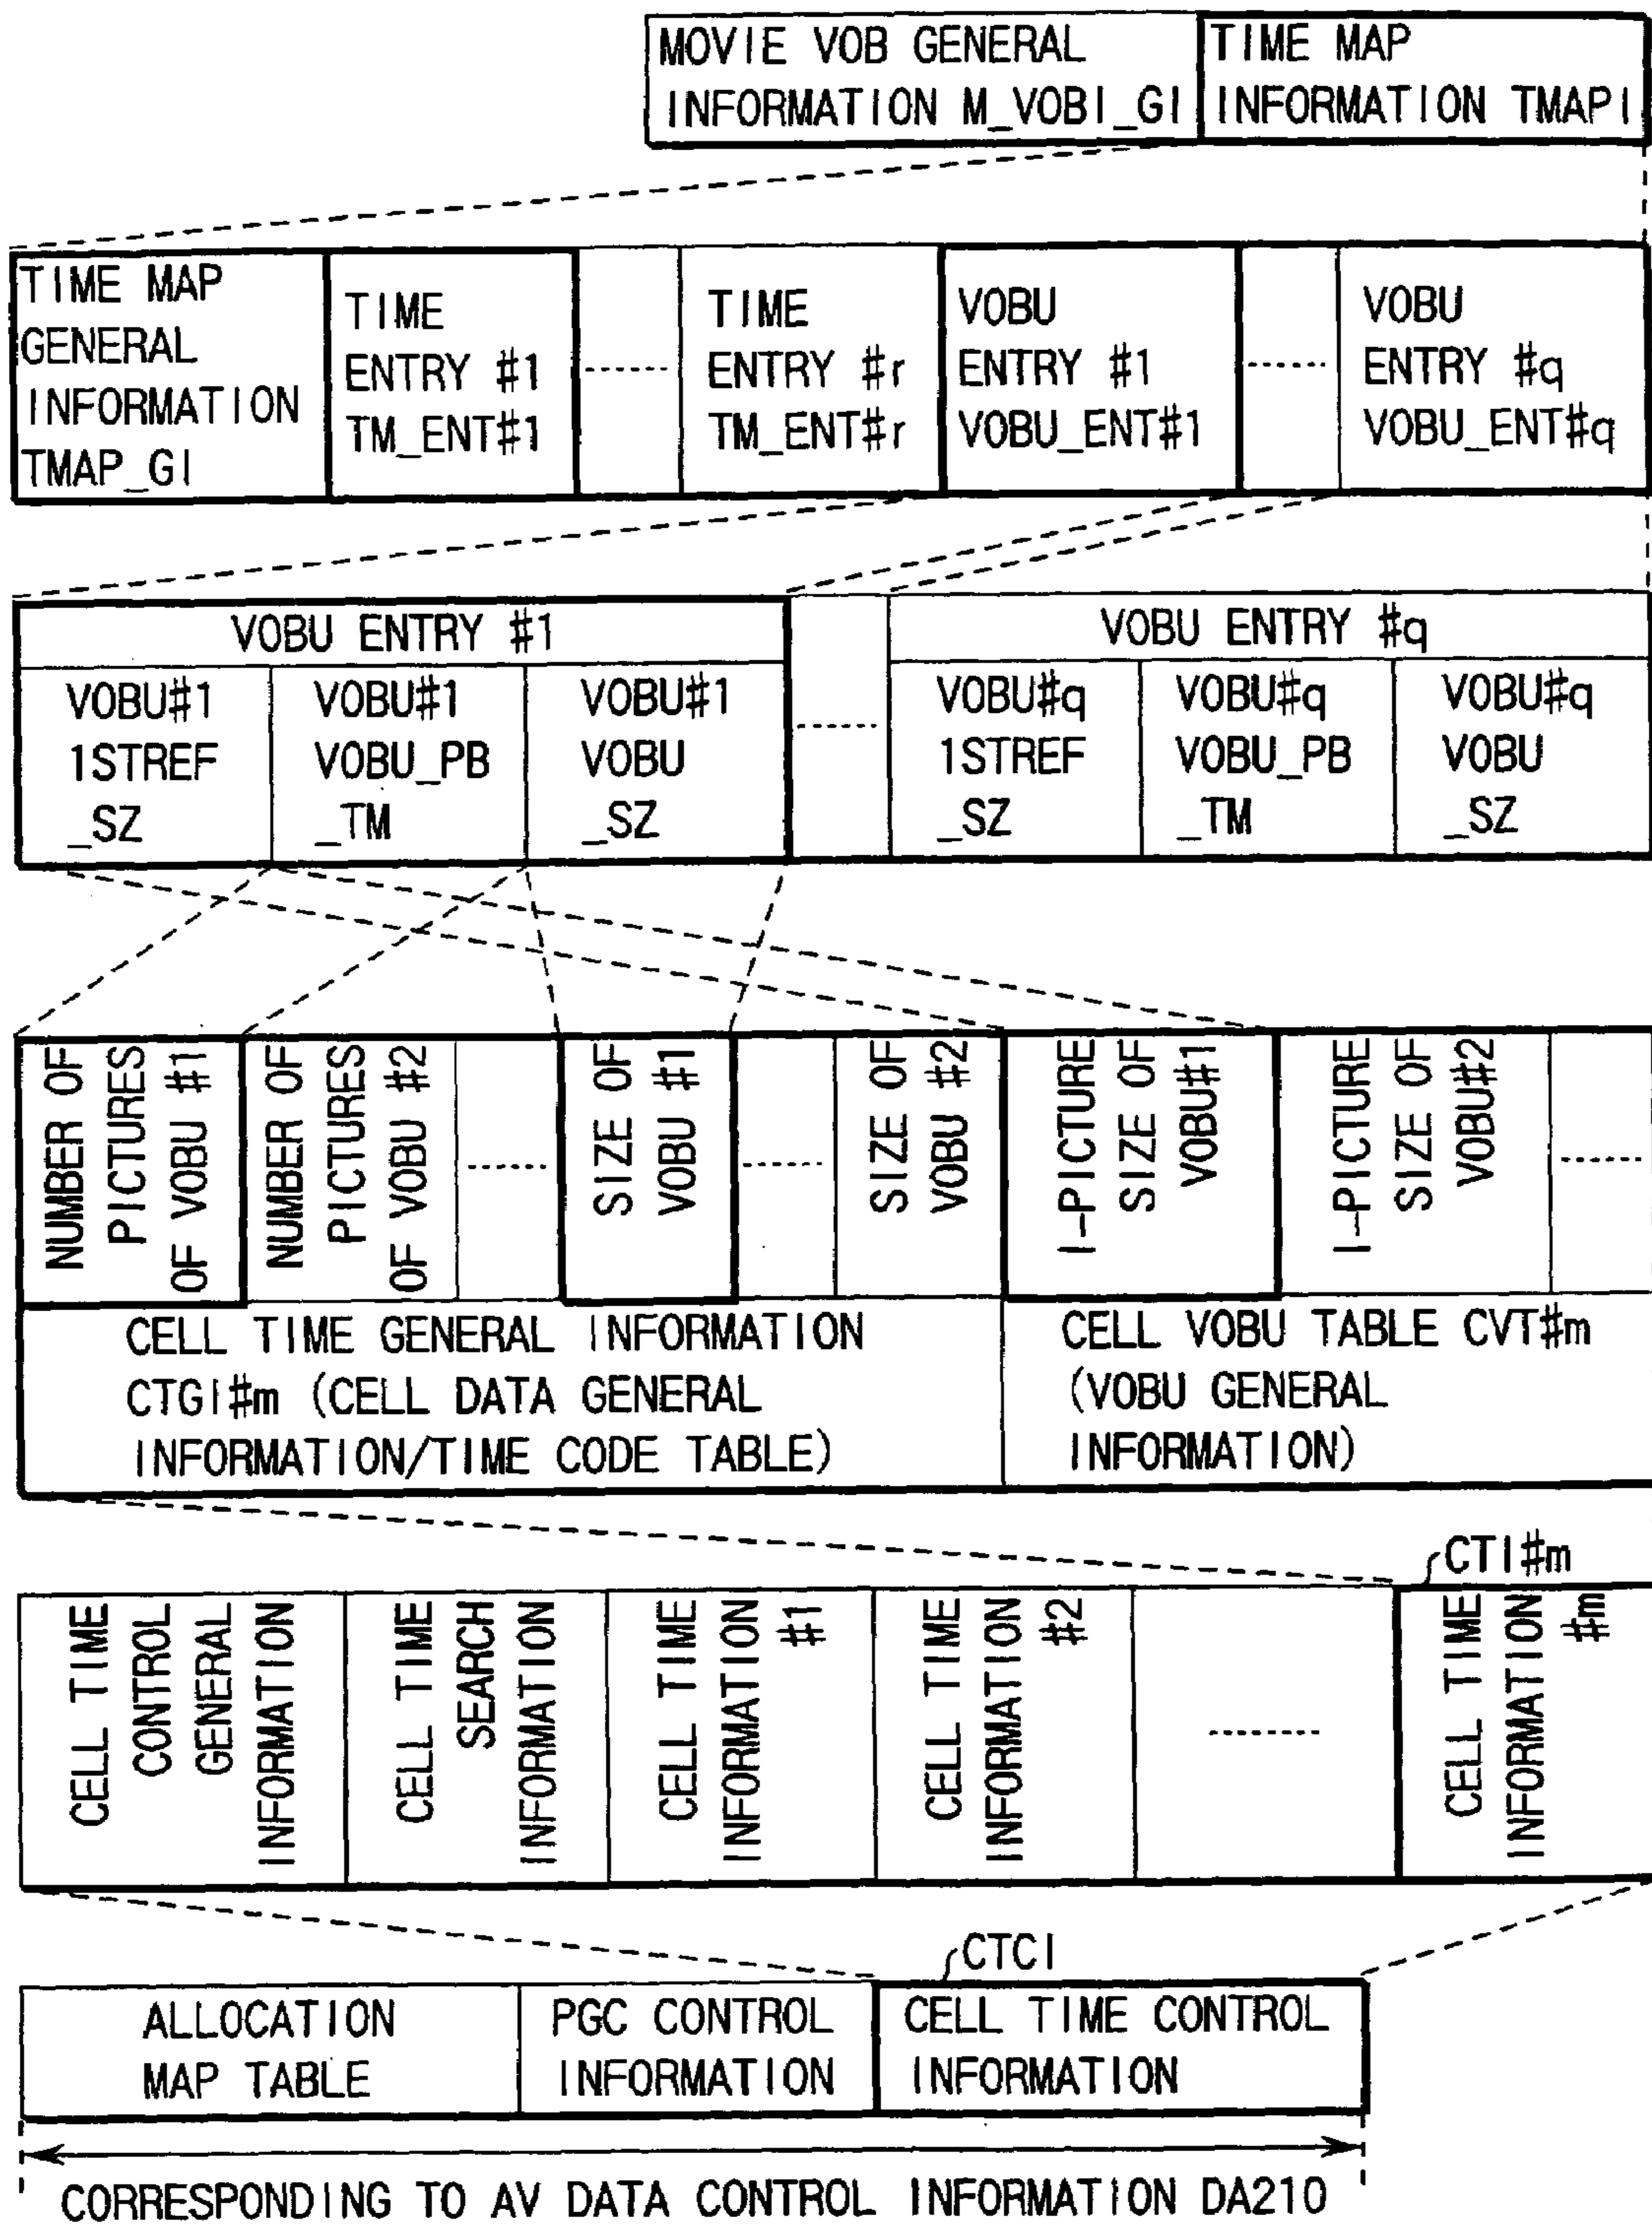 MOVIE VOB GENERAL
INFORMATION M_VOBI_GI
TIME MAP
INFORMATION TMAPI
TIME MAP
GENERAL
INFORMATION
TMAP_GI
TIME
ENTRY #1
TM_ENT#1
TIME
ENTRY #r
TM_ENT#r
VOBU
ENTRY #1
VOBU_ENT#1
VOBU
ENTRY #q
VOBU_ENT#q
VOBU ENTRY #1
VOBU#1
1STREF
_SZ
VOBU#1
VOBU_PB
_TM
VOBU#1
VOBU
_SZ
VOBU ENTRY #q
VOBU#q
1STREF
_SZ
VOBU#q
VOBU_PB
_TM
VOBU#q
VOBU
_SZ
NUMBER OF
PICTURES
OF VOBU #1
NUMBER OF
PICTURES
OF VOBU #2
SIZE OF
VOBU #1
SIZE OF
VOBU #2
I-PICTURE
SIZE OF
VOBU#1
I-PICTURE
SIZE OF
VOBU#2
CELL TIME GENERAL INFORMATION
CTGI#m (CELL DATA GENERAL
INFORMATION/TIME CODE TABLE)
CELL VOBU TABLE CVT#m
(VOBU GENERAL
INFORMATION)
CTI#m
CELL TIME
CONTROL
GENERAL
INFORMATION
CELL TIME
SEARCH
INFORMATION
CELL TIME
INFORMATION
#1
CELL TIME
INFORMATION
#2
CELL TIME
INFORMATION
#m
CTCI
ALLOCATION
MAP TABLE
PGC CONTROL
INFORMATION
CELL TIME CONTROL
INFORMATION
CORRESPONDING TO AV DATA CONTROL INFORMATION DA210